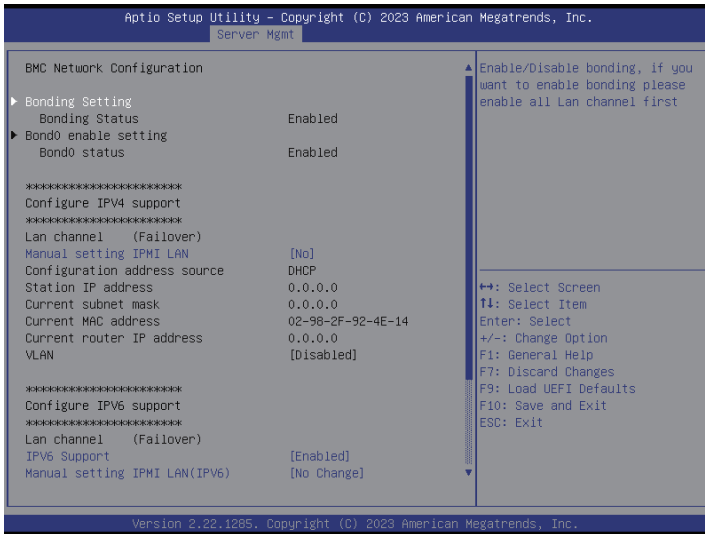 Aptio Setup Utility – Copyright (C) 2023 American Megatrends, Inc.
Server Mgmt
BMC Network Configuration
Bonding Setting
Bonding Status Enabled
Bond0 enable setting
Bond0 status Enabled
**********************
Configure IPV4 support
**********************
Lan channel (Failover)
Manual setting IPMI LAN [No]
Configuration address source DHCP
Station IP address 0.0.0.0
Current subnet mask 0.0.0.0
Current MAC address 02-98-2F-92-4E-14
Current router IP address 0.0.0.0
VLAN [Disabled]
**********************
Configure IPV6 support
**********************
Lan channel (Failover)
IPV6 Support [Enabled]
Manual setting IPMI LAN(IPV6) [No Change]
Enable/Disable bonding, if you
want to enable bonding please
enable all Lan channel first
↔: Select Screen
↑↓: Select Item
Enter: Select
+/-: Change Option
F1: General Help
F7: Discard Changes
F9: Load UEFI Defaults
F10: Save and Exit
ESC: Exit
Version 2.22.1285. Copyright (C) 2023 American Megatrends, Inc.